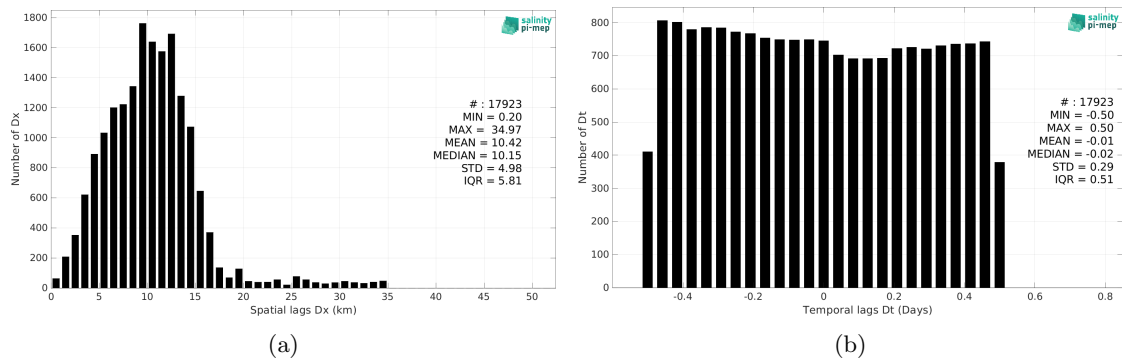 1800
1600
1400
1200
1000
800
600
400
200
0
Number of Dx
0 5 10 15 20 25 30 35 40 45 50
Spatial lags Dx (km)
salinity
pi-mep
# : 17923
MIN = 0.20
MAX = 34.97
MEAN = 10.42
MEDIAN = 10.15
STD = 4.98
IQR = 5.81
(a)
800
700
600
500
400
300
200
100
0
Number of Dt
-0.4 -0.2 0 0.2 0.4 0.6 0.8
Temporal lags Dt (Days)
salinity
pi-mep
# : 17923
MIN = -0.50
MAX = 0.50
MEAN = -0.01
MEDIAN = -0.02
STD = 0.29
IQR = 0.51
(b)